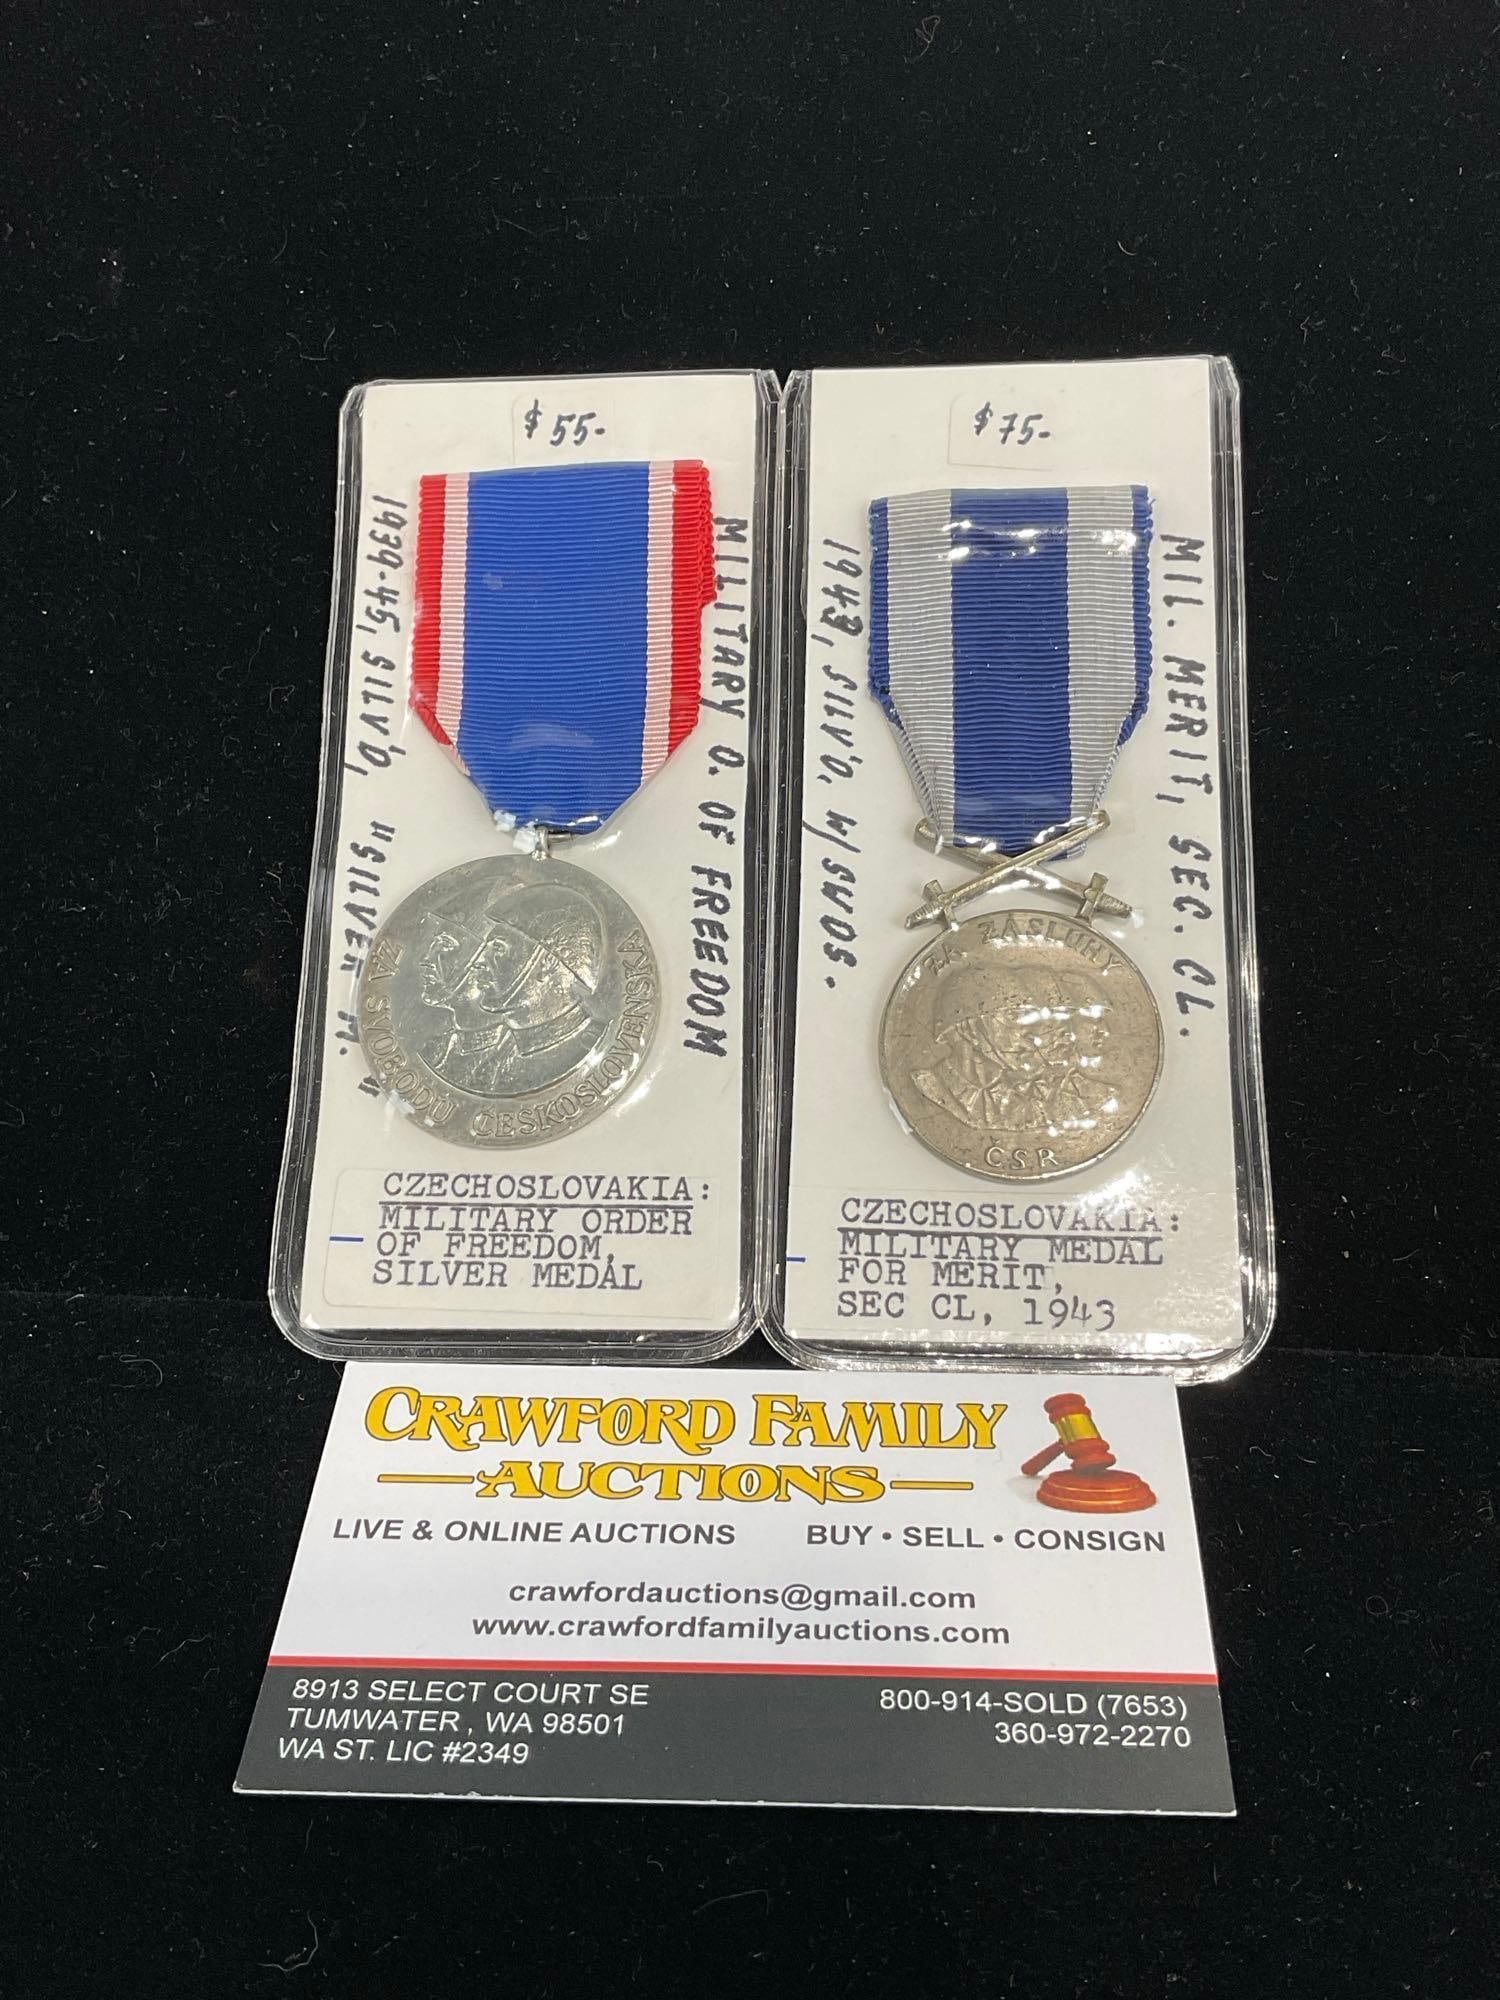 $55-
1939-45, SILV'D,
"SILVER M."
MILITARY O. OF FREEDOM
ZA SVOBODU ČESKOSLOVENSKA
CZECHOSLOVAKIA:
MILITARY ORDER
OF FREEDOM,
SILVER MEDAL
$75-
1943, SILV'D, W/SWDS.
MIL. MERIT, SEC. CL.
ZA ZÁSLUHY
ČSR
CZECHOSLOVAKIA:
MILITARY MEDAL
FOR MERIT,
SEC CL, 1943
CRAWFORD FAMILY
AUCTIONS
LIVE & ONLINE AUCTIONS
BUY • SELL • CONSIGN
crawfordauctions@gmail.com
www.crawfordfamilyauctions.com
8913 SELECT COURT SE
TUMWATER , WA 98501
WA ST. LIC #2349
800-914-SOLD (7653)
360-972-2270